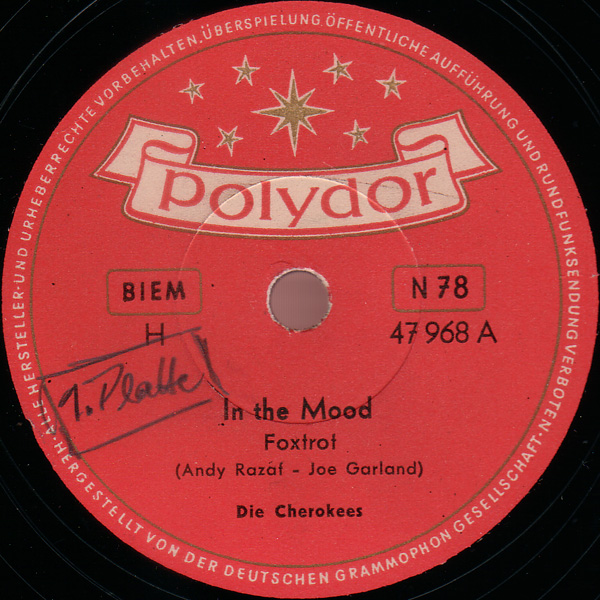 ALLE HERSTELLER-UND URHEBERRECHTE VORBEHALTEN. ÜBERSPIELUNG ÖFFENTLICHE AUFFÜHRUNG UND RUNDFUNKSENDUNG VERBOTEN·
polydor
BIEM
N 78
H
47 968 A
1. Platte
In the Mood
Foxtrot
(Andy Razaf - Joe Garland)
Die Cherokees
·HERGESTELLT VON DER DEUTSCHEN GRAMMOPHON GESELLSCHAFT·